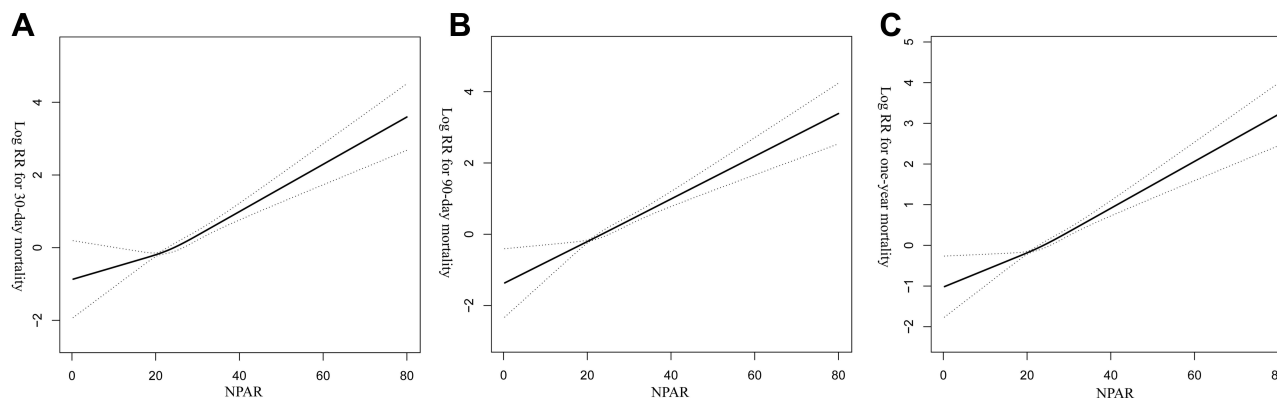 A
Log RR for 30-day mortality
4
2
0
−2
0 20 40 60 80
NPAR
B
Log RR for 90-day mortality
4
2
0
−2
0 20 40 60 80
NPAR
C
Log RR for one-year mortality
5
4
3
2
1
0
−1
−2
0 20 40 60
NPAR